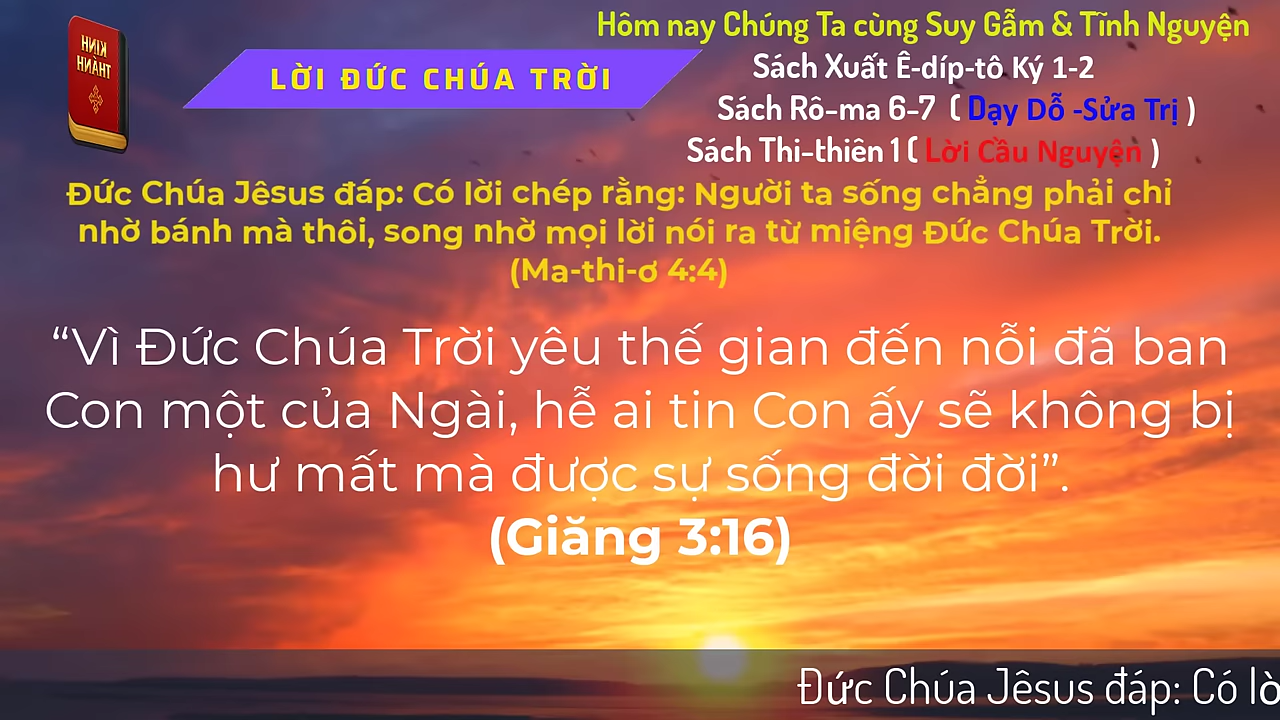 KINH
THÁNH
LỜI ĐỨC CHÚA TRỜI
Hôm nay Chúng Ta cùng Suy Gẫm & Tĩnh Nguyện
Sách Xuất Ê-díp-tô Ký 1-2
Sách Rô-ma 6-7 ( Dạy Dỗ -Sửa Trị )
Sách Thi-thiên 1 ( Lời Cầu Nguyện )
Đức Chúa Jêsus đáp: Có lời chép rằng: Người ta sống chẳng phải chỉ
nhờ bánh mà thôi, song nhờ mọi lời nói ra từ miệng Đức Chúa Trời.
(Ma-thi-ơ 4:4)
“Vì Đức Chúa Trời yêu thế gian đến nỗi đã ban
Con một của Ngài, hễ ai tin Con ấy sẽ không bị
hư mất mà được sự sống đời đời”.
(Giăng 3:16)
Đức Chúa Jêsus đáp: Có lờ